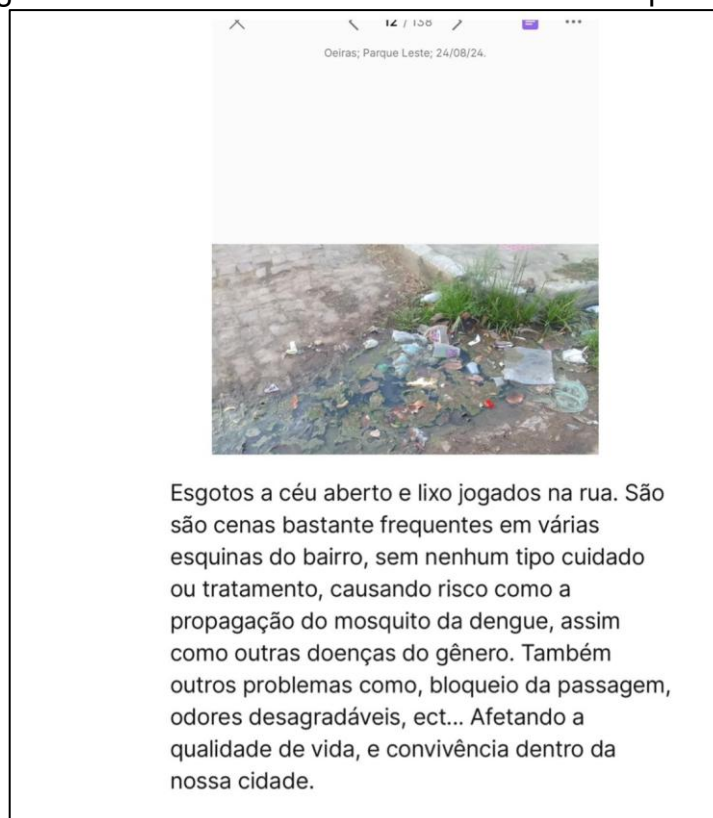 12 / 138
Oeiras; Parque Leste; 24/08/24.
Esgotos a céu aberto e lixo jogados na rua. São
são cenas bastante frequentes em várias
esquinas do bairro, sem nenhum tipo cuidado
ou tratamento, causando risco como a
propagação do mosquito da dengue, assim
como outras doenças do gênero. Também
outros problemas como, bloqueio da passagem,
odores desagradáveis, ect... Afetando a
qualidade de vida, e convivência dentro da
nossa cidade.